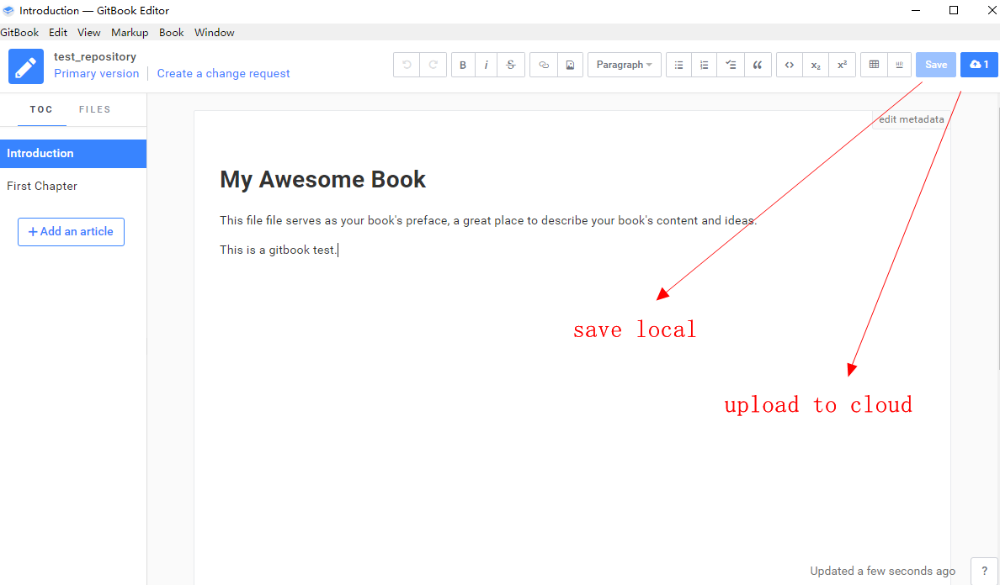 Introduction — GitBook Editor
GitBook Edit View Markup Book Window
test_repository
Primary version Create a change request
B i S Paragraph x₂ x² Save 1
TOC FILES
edit metadata
Introduction
First Chapter
+ Add an article
My Awesome Book
This file file serves as your book's preface, a great place to describe your book's content and ideas.
This is a gitbook test.
save local
upload to cloud
Updated a few seconds ago ?